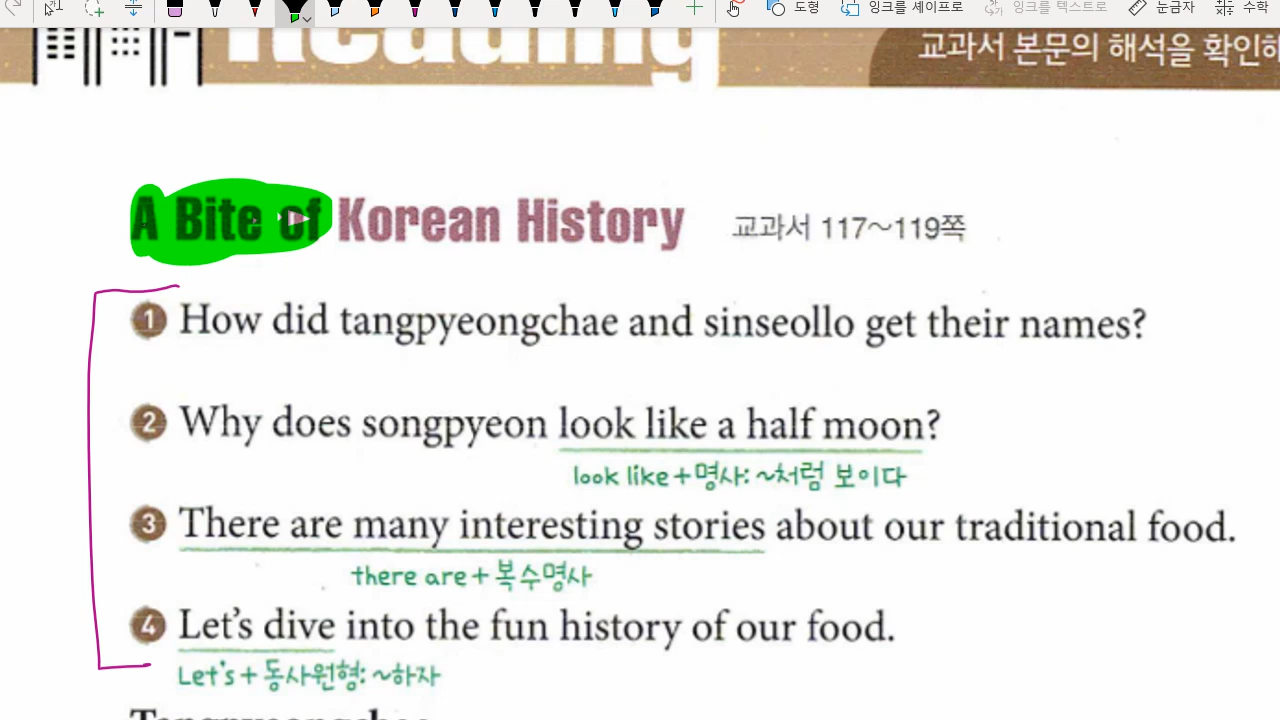 도형 잉크를 셰이프로 잉크를 텍스트로 눈금자 수학
Reading
교과서 본문의 해석을
A Bite of Korean History 교과서 117~119쪽
1 How did tangpyeongchae and sinseollo get their names?
2 Why does songpyeon look like a half moon?
look like + 명사: ~처럼 보이다
3 There are many interesting stories about our traditional food.
there are + 복수명사
4 Let's dive into the fun history of our food.
Let's + 동사원형: ~하자
Tangpyeongchae